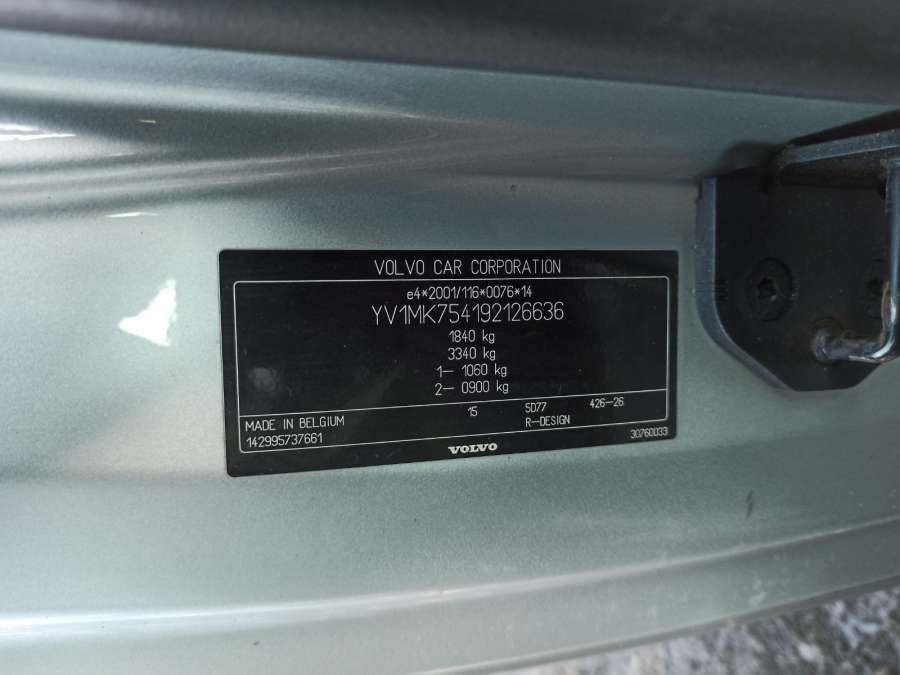 VOLVO CAR CORPORATION
e4*2001/116*0076*14
YV1MK754192126636
1840 kg
3340 kg
1— 1060 kg
2— 0900 kg
15 5D77 426—26
MADE IN BELGIUM R—DESIGN
142995737661 30760033
VOLVO